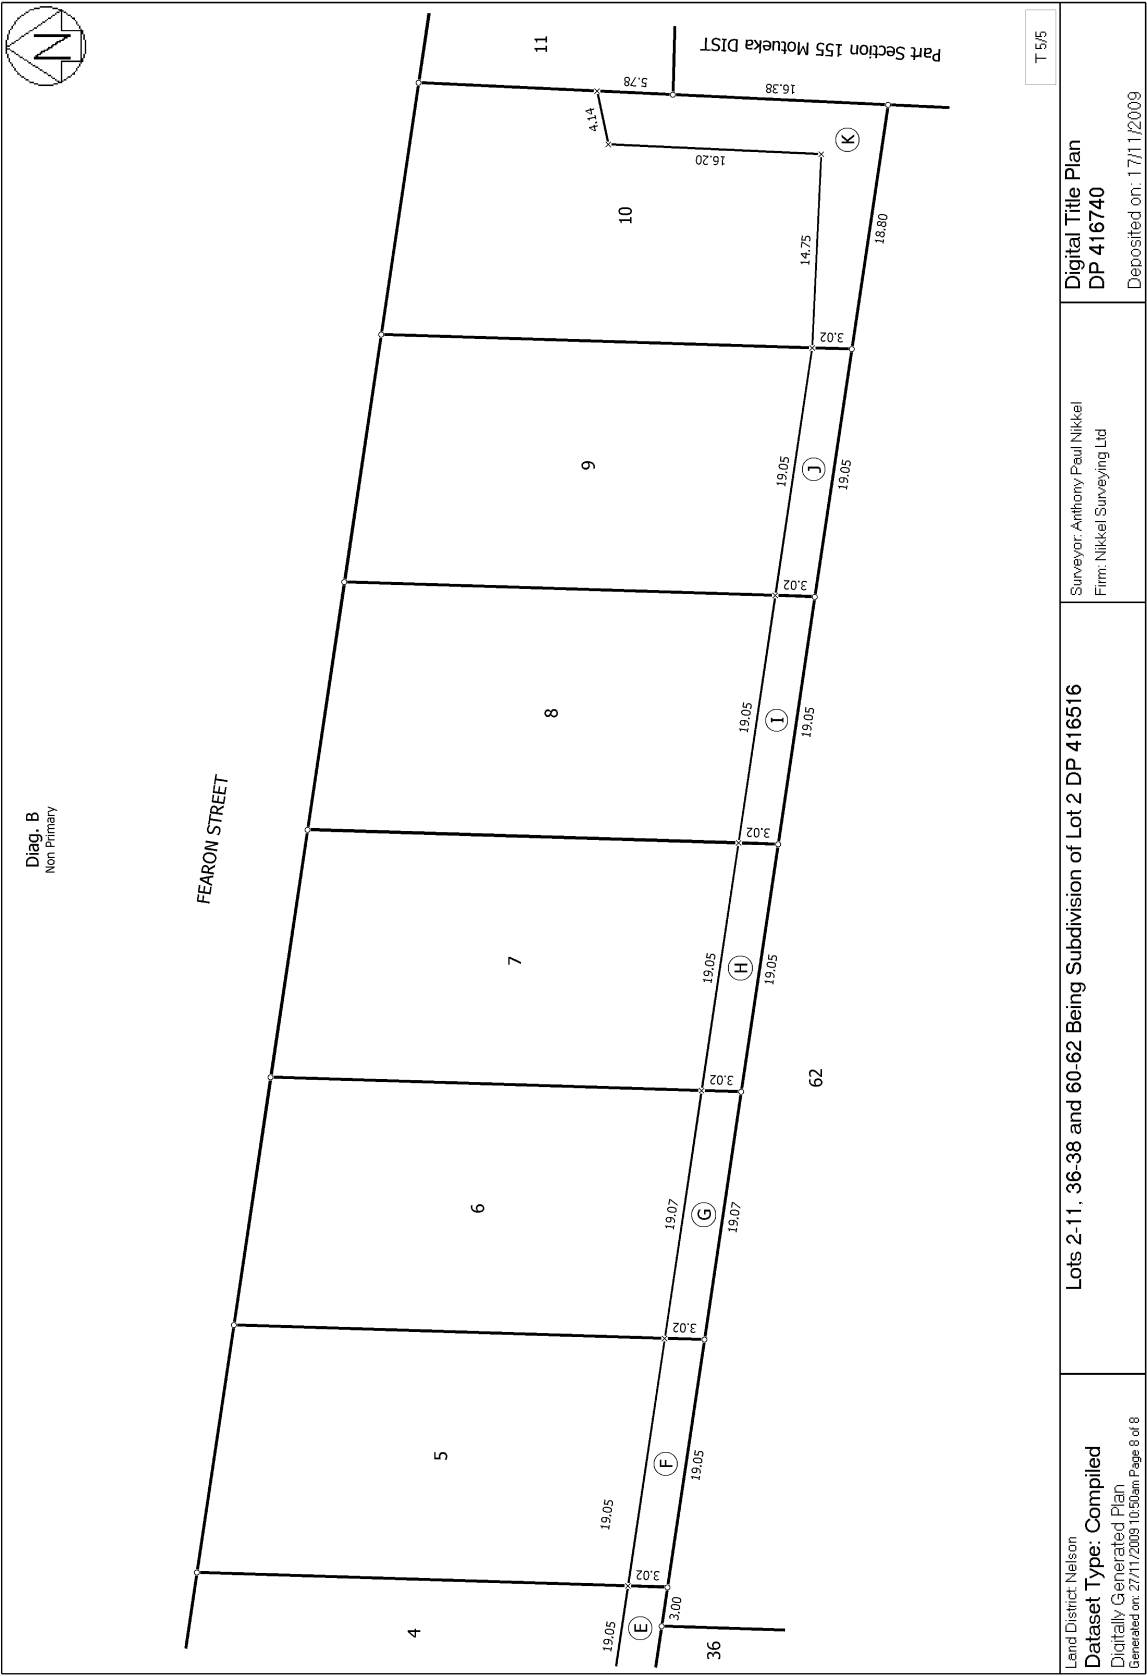 Diag. B
Non Primary
N
T 5/5
FEARON STREET
4
5
6
7
8
9
10
11
Part Section 155 Motueka DIST
5.78
16.38
4.14
16.20
14.75
K
18.80
3.02
19.05
J
19.05
3.02
19.05
I
19.05
3.02
19.05
H
19.05
3.02
19.07
G
19.07
3.02
19.05
F
19.05
3.02
19.05
E
3.00
36
62
Land District: Nelson
Dataset Type: Compiled
Digitally Generated Plan
Generated on: 27/11/2009 10:50am Page 8 of 8
Lots 2-11, 36-38 and 60-62 Being Subdivision of Lot 2 DP 416516
Surveyor: Anthony Paul Nikkel
Firm: Nikkel Surveying Ltd
Digital Title Plan
DP 416740
Deposited on: 17/11/2009